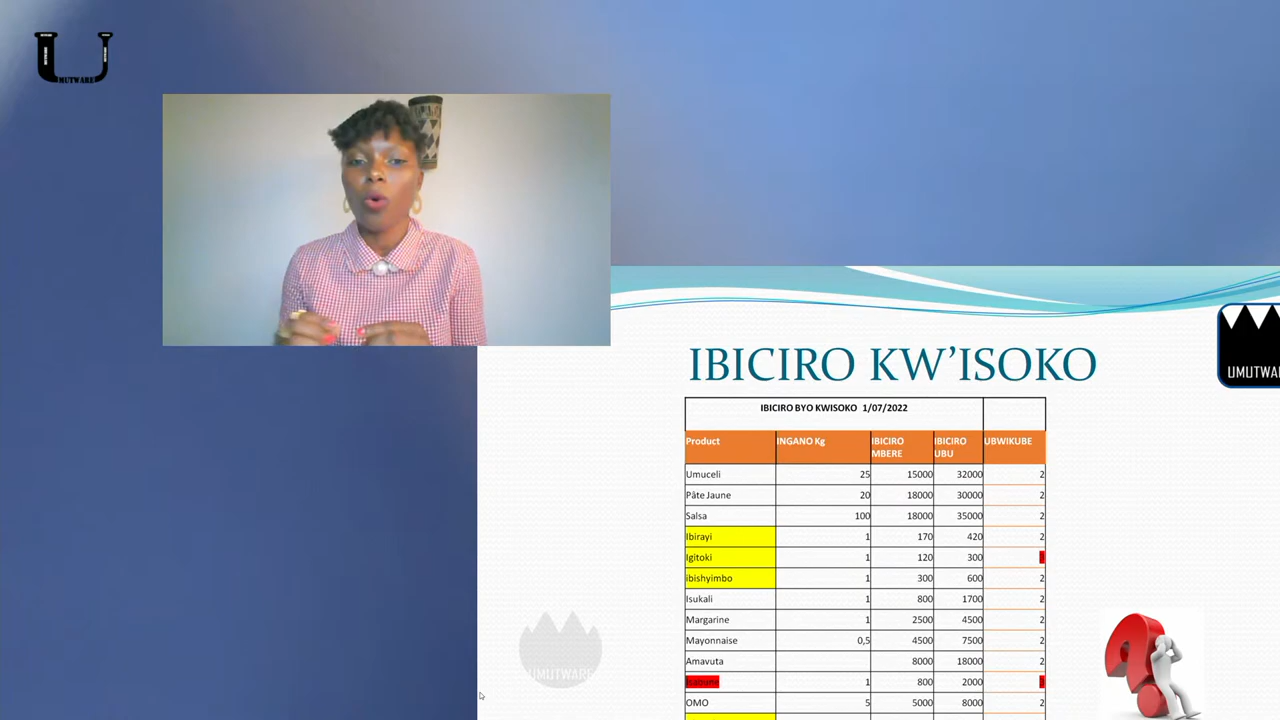 U
MUTWARE
IBICIRO KW’ISOKO
UMUTWARE
IBICIRO BYO KWISOKO 1/07/2022
Product INGANO Kg IBICIRO MBERE IBICIRO UBU UBWIKUBE
Umuceli 25 15000 32000 2
Pâte Jaune 20 18000 30000 2
Salsa 100 18000 35000 2
Ibirayi 1 170 420 2
Igitoki 1 120 300
ibishyimbo 1 300 600 2
Isukali 1 800 1700 2
Margarine 1 2500 4500 2
Mayonnaise 0,5 4500 7500 2
Amavuta 8000 18000 2
Isabune 1 800 2000
OMO 5 5000 8000 2
UMUTWARE